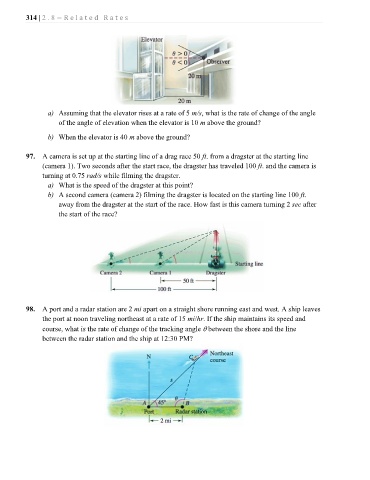 314 | 2.8 – Related Rates
Elevator
θ > 0
θ < 0
Observer
20 m
20 m
a) Assuming that the elevator rises at a rate of 5 m/s, what is the rate of change of the angle
of the angle of elevation when the elevator is 10 m above the ground?
b) When the elevator is 40 m above the ground?
97. A camera is set up at the starting line of a drag race 50 ft. from a dragster at the starting line
(camera 1). Two seconds after the start race, the dragster has traveled 100 ft. and the camera is
turning at 0.75 rad/s while filming the dragster.
a) What is the speed of the dragster at this point?
b) A second camera (camera 2) filming the dragster is located on the starting line 100 ft.
away from the dragster at the start of the race. How fast is this camera turning 2 sec after
the start of the race?
Starting line
Camera 2 Camera 1 Dragster
50 ft
100 ft
98. A port and a radar station are 2 mi apart on a straight shore running east and west. A ship leaves
the port at noon traveling northeast at a rate of 15 mi/hr. If the ship maintains its speed and
course, what is the rate of change of the tracking angle θ between the shore and the line
between the radar station and the ship at 12:30 PM?
N
C
Northeast
course
s
θ
A 45° B
Port Radar station
2 mi